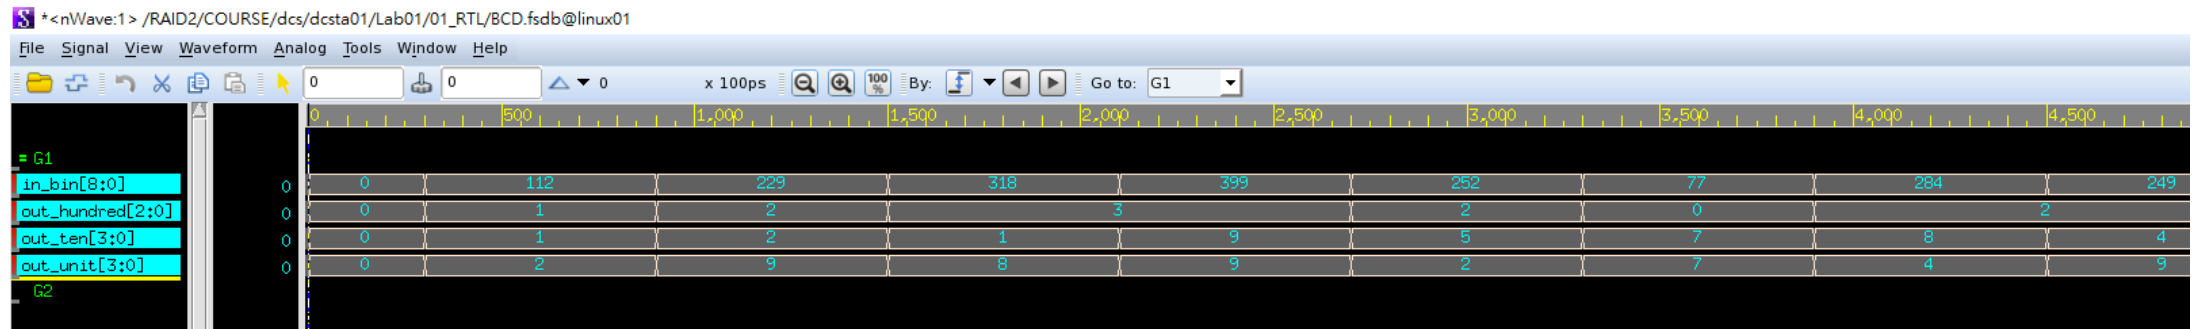 *<nWave:1> /RAID2/COURSE/dcs/dcsta01/Lab01/01_RTL/BCD.fsdb@linux01
File Signal View Waveform Analog Tools Window Help
0 0 0 x 100ps 100 % By: Go to: G1
0 500 1,000 1,500 2,000 2,500 3,000 3,500 4,000 4,500
= G1
in_bin[8:0] 0 0 112 229 318 399 252 77 284 249
out_hundred[2:0] 0 0 1 2 3 2 0 2
out_ten[3:0] 0 0 1 2 1 9 5 7 8 4
out_unit[3:0] 0 0 2 9 8 9 2 7 4 9
G2